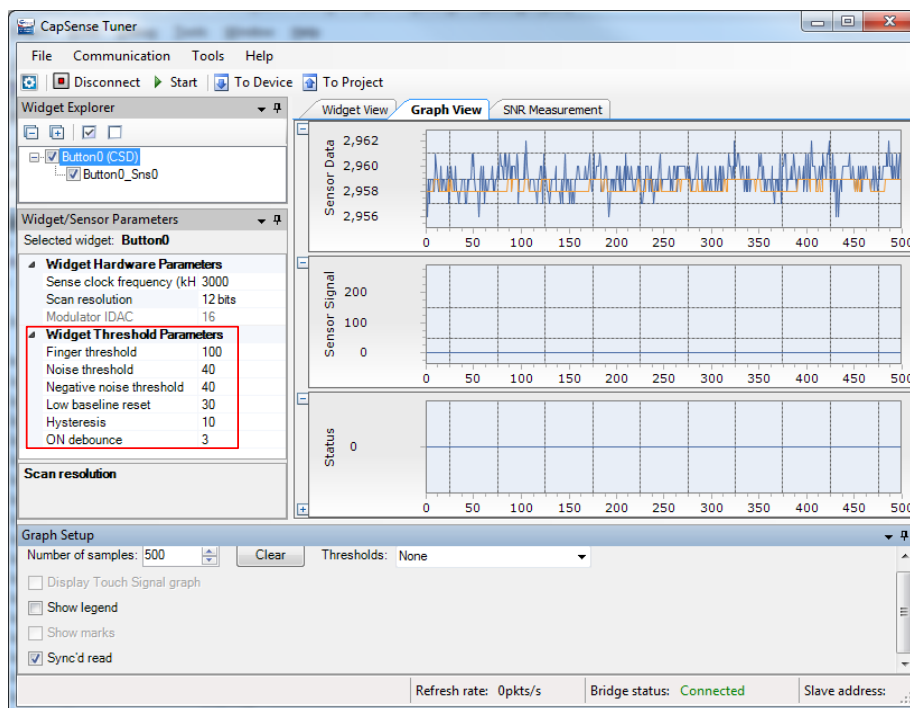 CapSense Tuner
File Communication Tools Help
Disconnect Start To Device To Project
Widget Explorer
Button0 (CSD)
Button0_Sns0
Widget/Sensor Parameters
Selected widget: Button0
Widget Hardware Parameters
Sense clock frequency (kH 3000
Scan resolution 12 bits
Modulator IDAC 16
Widget Threshold Parameters
Finger threshold 100
Noise threshold 40
Negative noise threshold 40
Low baseline reset 30
Hysteresis 10
ON debounce 3
Scan resolution
Widget View Graph View SNR Measurement
Sensor Data
2,962
2,960
2,958
2,956
0 50 100 150 200 250 300 350 400 450 500
Sensor Signal
200
100
0
0 50 100 150 200 250 300 350 400 450 500
Status
0
0 50 100 150 200 250 300 350 400 450 500
Graph Setup
Number of samples: 500 Clear Thresholds: None
Display Touch Signal graph
Show legend
Show marks
Sync'd read
Refresh rate: 0pkts/s Bridge status: Connected Slave address: